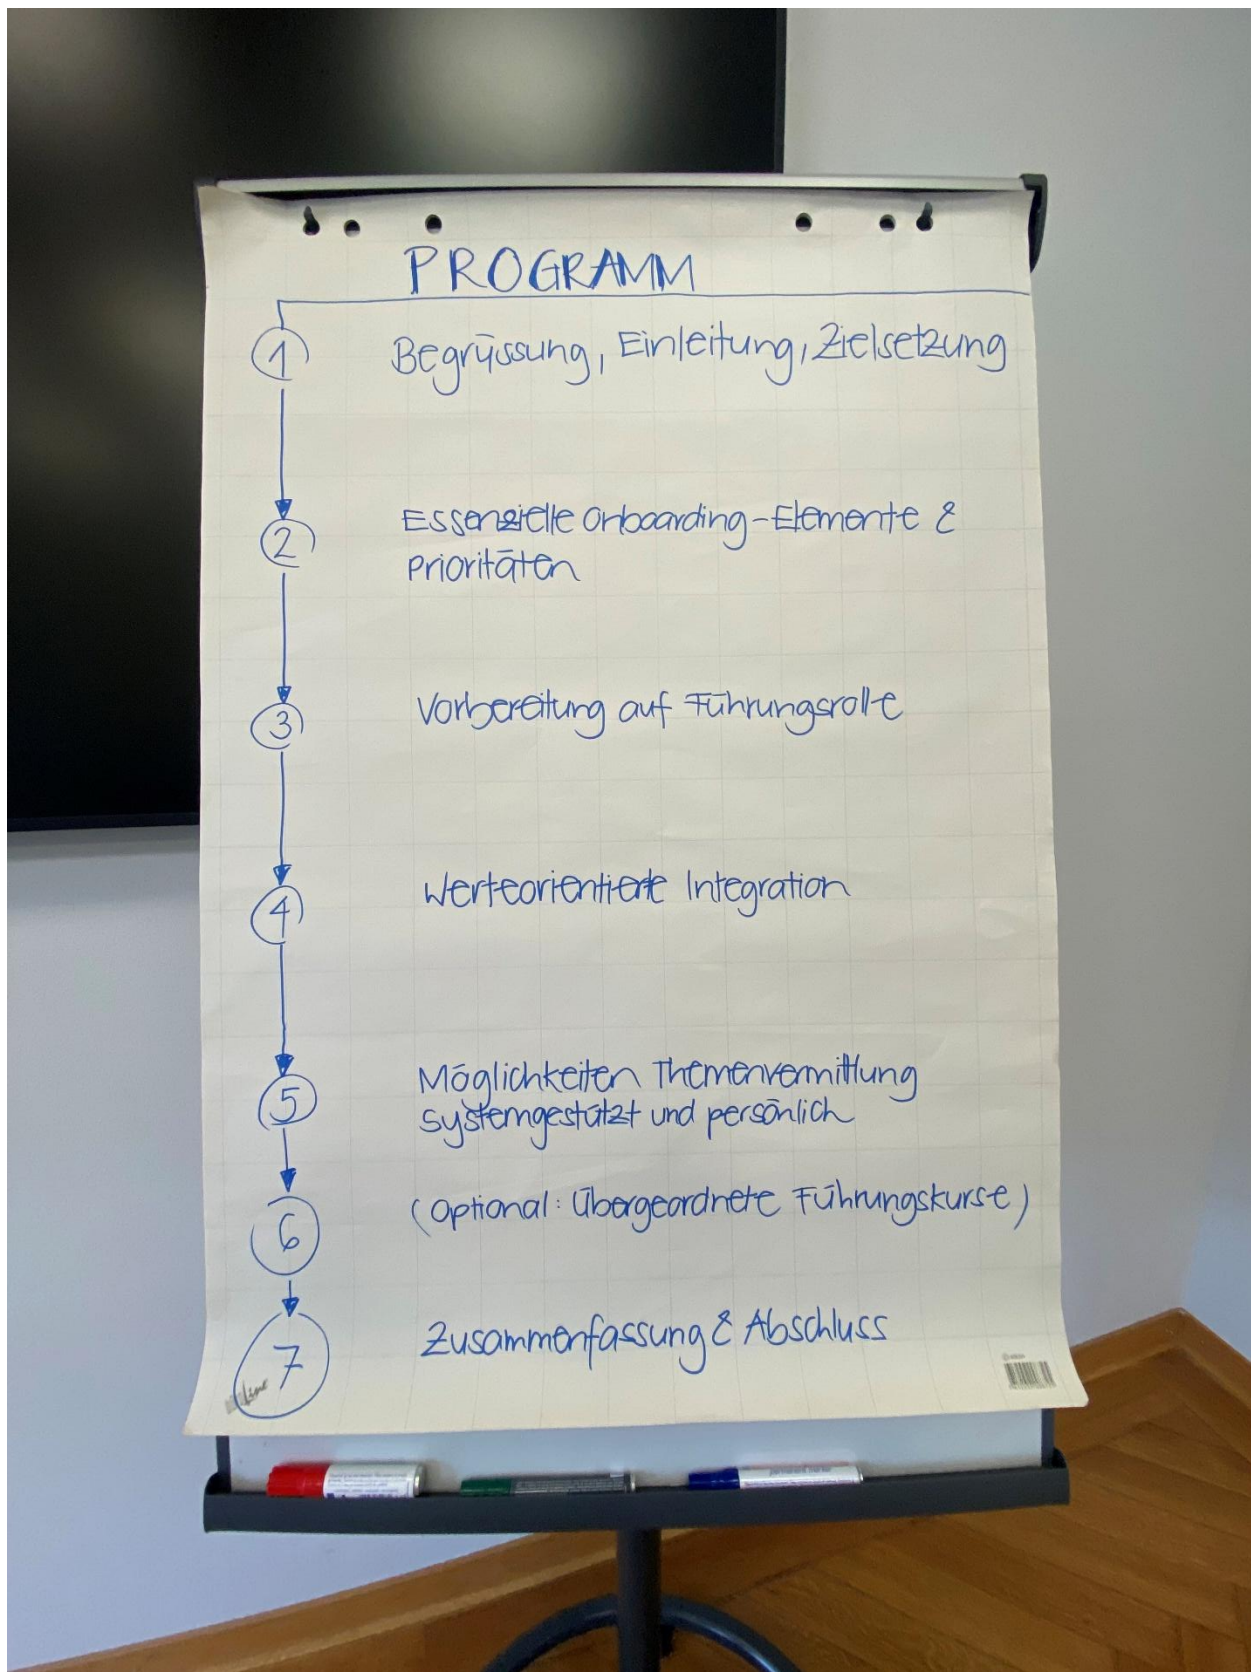 PROGRAMM
1 Begrüssung, Einleitung, Zielsetzung
2 Essenzielle Onboarding-Elemente &
Prioritäten
3 Vorbereitung auf Führungsrolle
4 Werteorientierte Integration
5 Möglichkeiten Themenvermittlung
systemgestützt und persönlich
6 (Optional: Übergeordnete Führungskurse)
7 Zusammenfassung & Abschluss